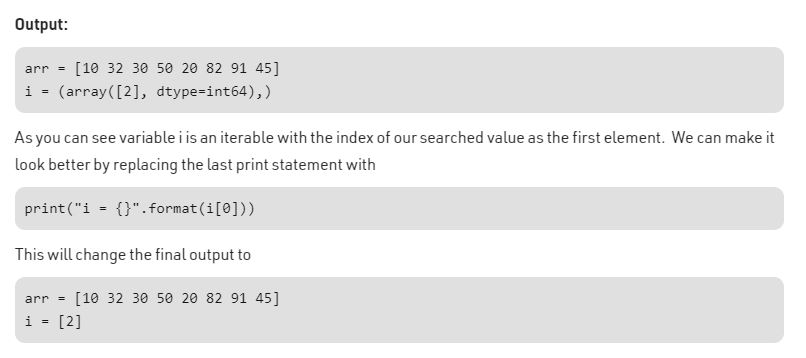 Output:
arr = [10 32 30 50 20 82 91 45]
i = (array([2], dtype=int64),)
As you can see variable i is an iterable with the index of our searched value as the first element.  We can make it
look better by replacing the last print statement with
print("i = {}".format(i[0]))
This will change the final output to
arr = [10 32 30 50 20 82 91 45]
i = [2]